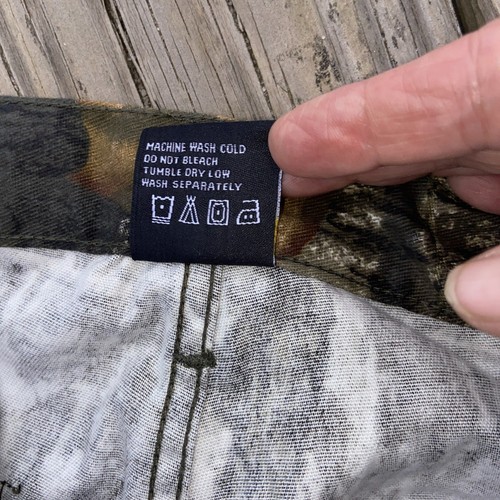 MACHINE WASH COLD
DO NOT BLEACH
TUMBLE DRY LOW
WASH SEPARATELY